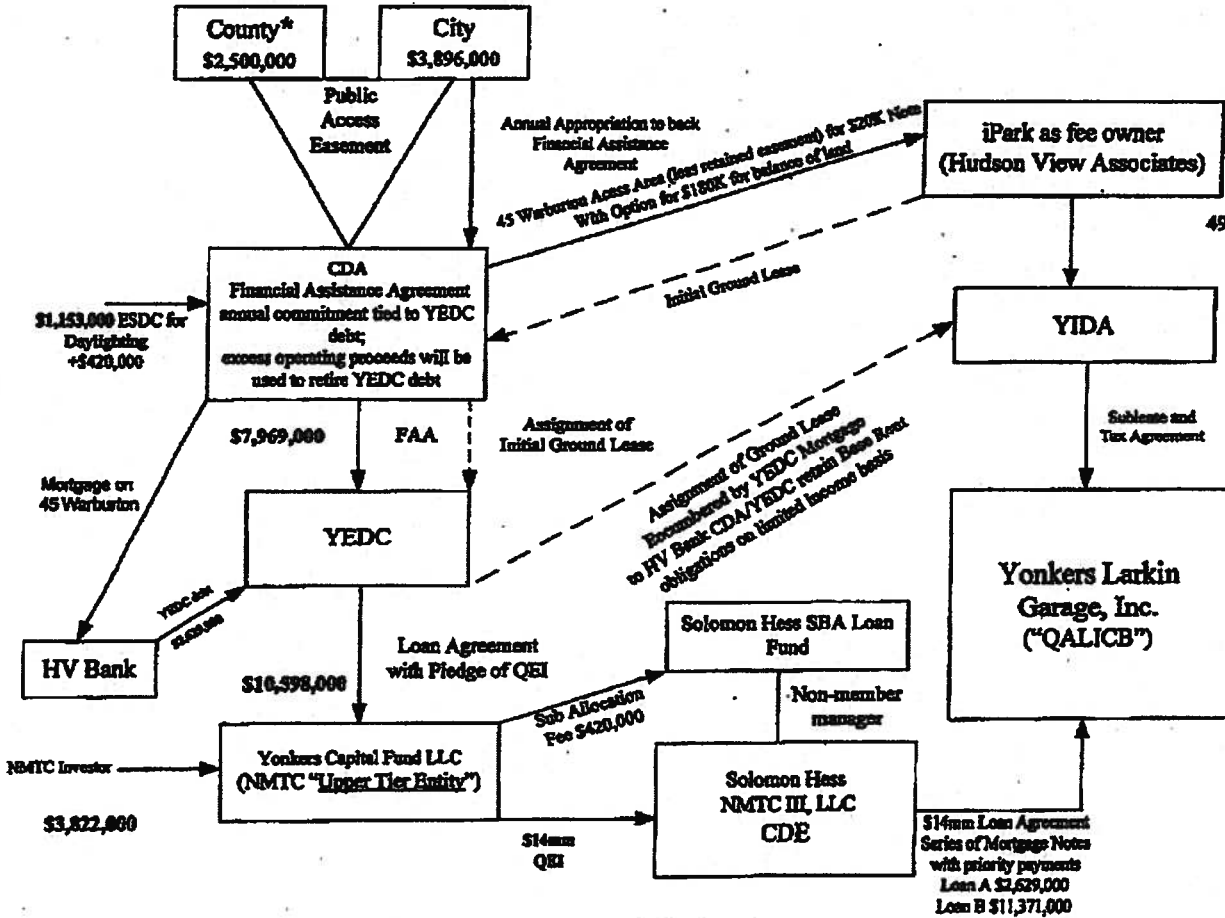 County*
$2,500,000
City
$3,896,000
Public
Access
Easement
Annual Appropriation to back
Financial Assistance
Agreement
45 Warburton Acess Area (less retained easement) for $20K Note
With Option for $180K for balance of land
iPark as fee owner
(Hudson View Associates)
45
CDA
Financial Assistance Agreement
annual commitment tied to YEDC
debt;
excess operating proceeds will be
used to retire YEDC debt
$1,153,000 ESDC for
Daylighting
+$420,000
Initial Ground Lease
YIDA
$7,969,000
FAA
Assignment of
Initial Ground Lease
Sublease and
Tax Agreement
Mortgage on
45 Warburton
Assignment of Ground Lease
Encumbered by YEDC Mortgage
to HV Bank CDA/YEDC retain Base Rent
obligations on limited income basis
YEDC
YEDC debt
$2,629,000
HV Bank
Loan Agreement
with Pledge of QEI
$10,598,000
Solomon Hess SBA Loan
Fund
Yonkers Larkin
Garage, Inc.
("QALICB")
Sub Allocation
Fee $420,000
Non-member
manager
NMTC Investor
$3,822,000
Yonkers Capital Fund LLC
(NMTC "Upper Tier Entity")
$14mm
QEI
Solomon Hess
NMTC III, LLC
CDE
$14mm Loan Agreement
Series of Mortgage Notes
with priority payments
Loan A $2,629,000
Loan B $11,371,000